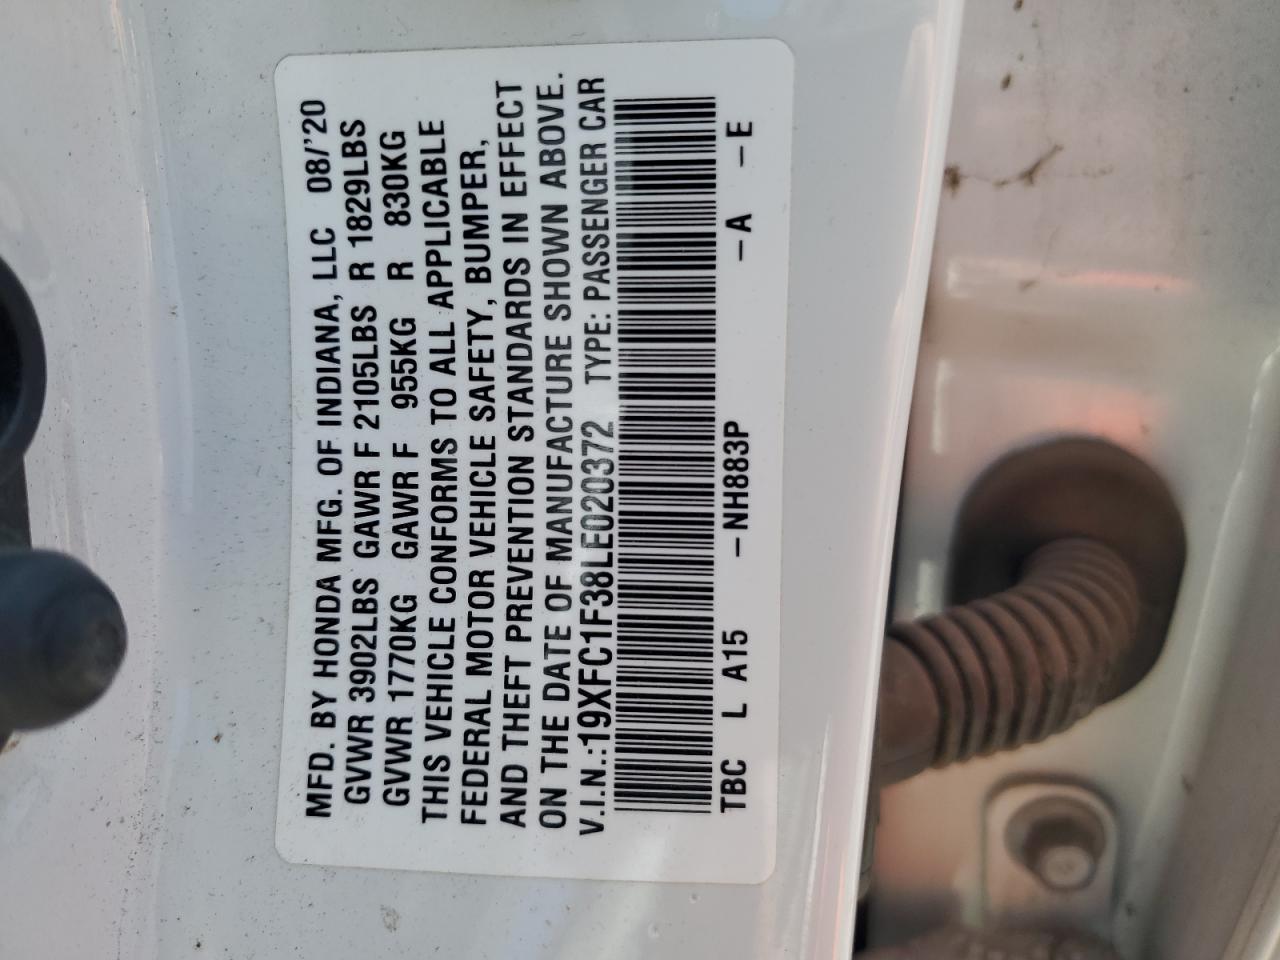 MFD. BY HONDA MFG. OF INDIANA, LLC 08/'20
GVWR 3902LBS GAWR F 2105LBS R 1829LBS
GVWR 1770KG GAWR F 955KG R 830KG
THIS VEHICLE CONFORMS TO ALL APPLICABLE
FEDERAL MOTOR VEHICLE SAFETY, BUMPER,
AND THEFT PREVENTION STANDARDS IN EFFECT
ON THE DATE OF MANUFACTURE SHOWN ABOVE.
V.I.N.:19XFC1F38LE020372 TYPE: PASSENGER CAR
TBC L A15 -NH883P -A -E